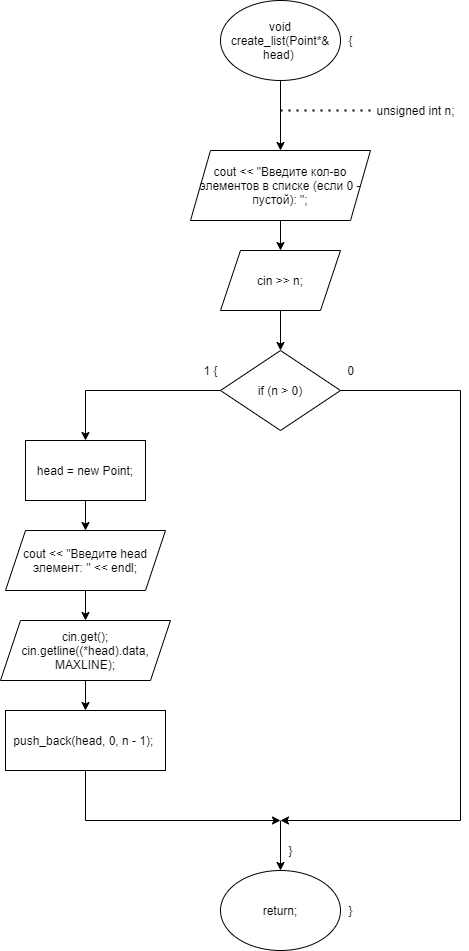 void
create_list(Point*&
head)
{
unsigned int n;
cout << "Введите кол-во
элементов в списке (если 0 -
пустой): ";
cin >> n;
1 {
0
if (n > 0)
head = new Point;
cout << "Введите head
элемент: " << endl;
cin.get();
cin.getline((*head).data,
MAXLINE);
push_back(head, 0, n - 1);
}
return;
}